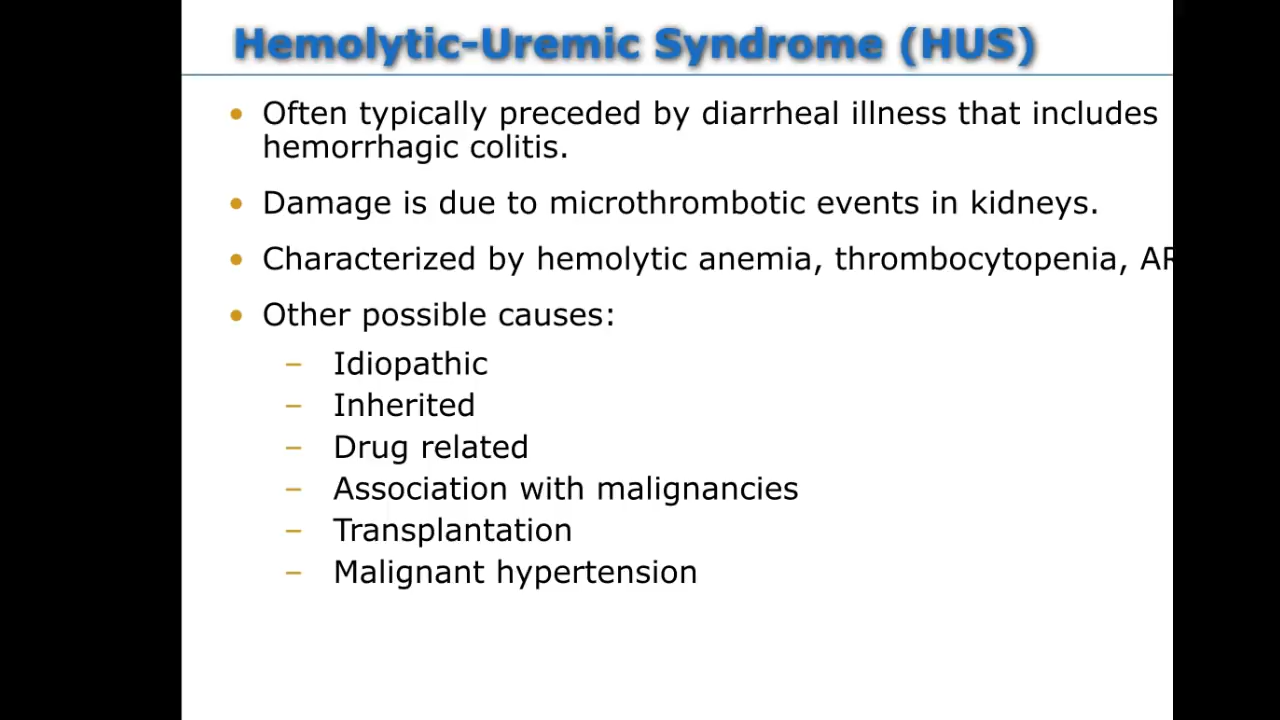 Hemolytic-Uremic Syndrome (HUS)
• Often typically preceded by diarrheal illness that includes
hemorrhagic colitis.
• Damage is due to microthrombotic events in kidneys.
• Characterized by hemolytic anemia, thrombocytopenia,
• Other possible causes:
– Idiopathic
– Inherited
– Drug related
– Association with malignancies
– Transplantation
– Malignant hypertension